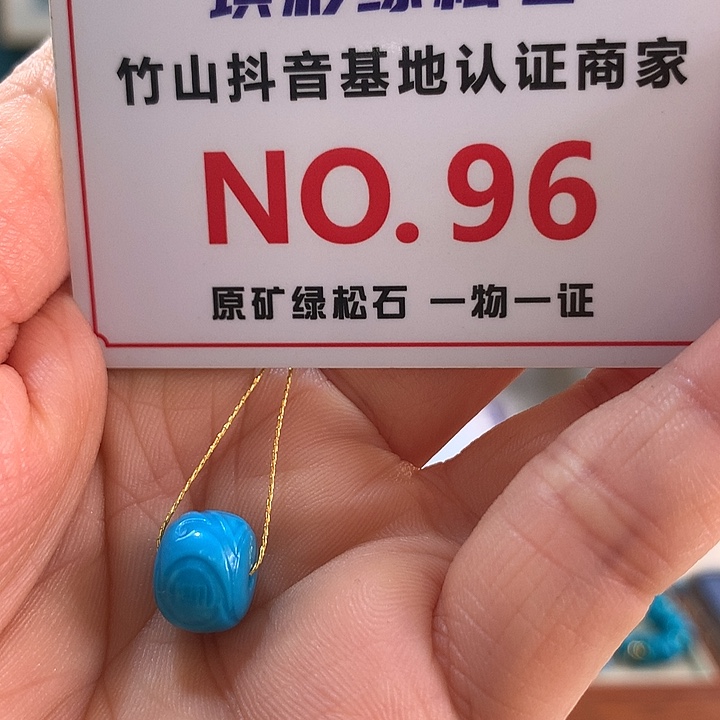 竹山抖音基地认证商家
NO. 96
原矿绿松石 一物一证